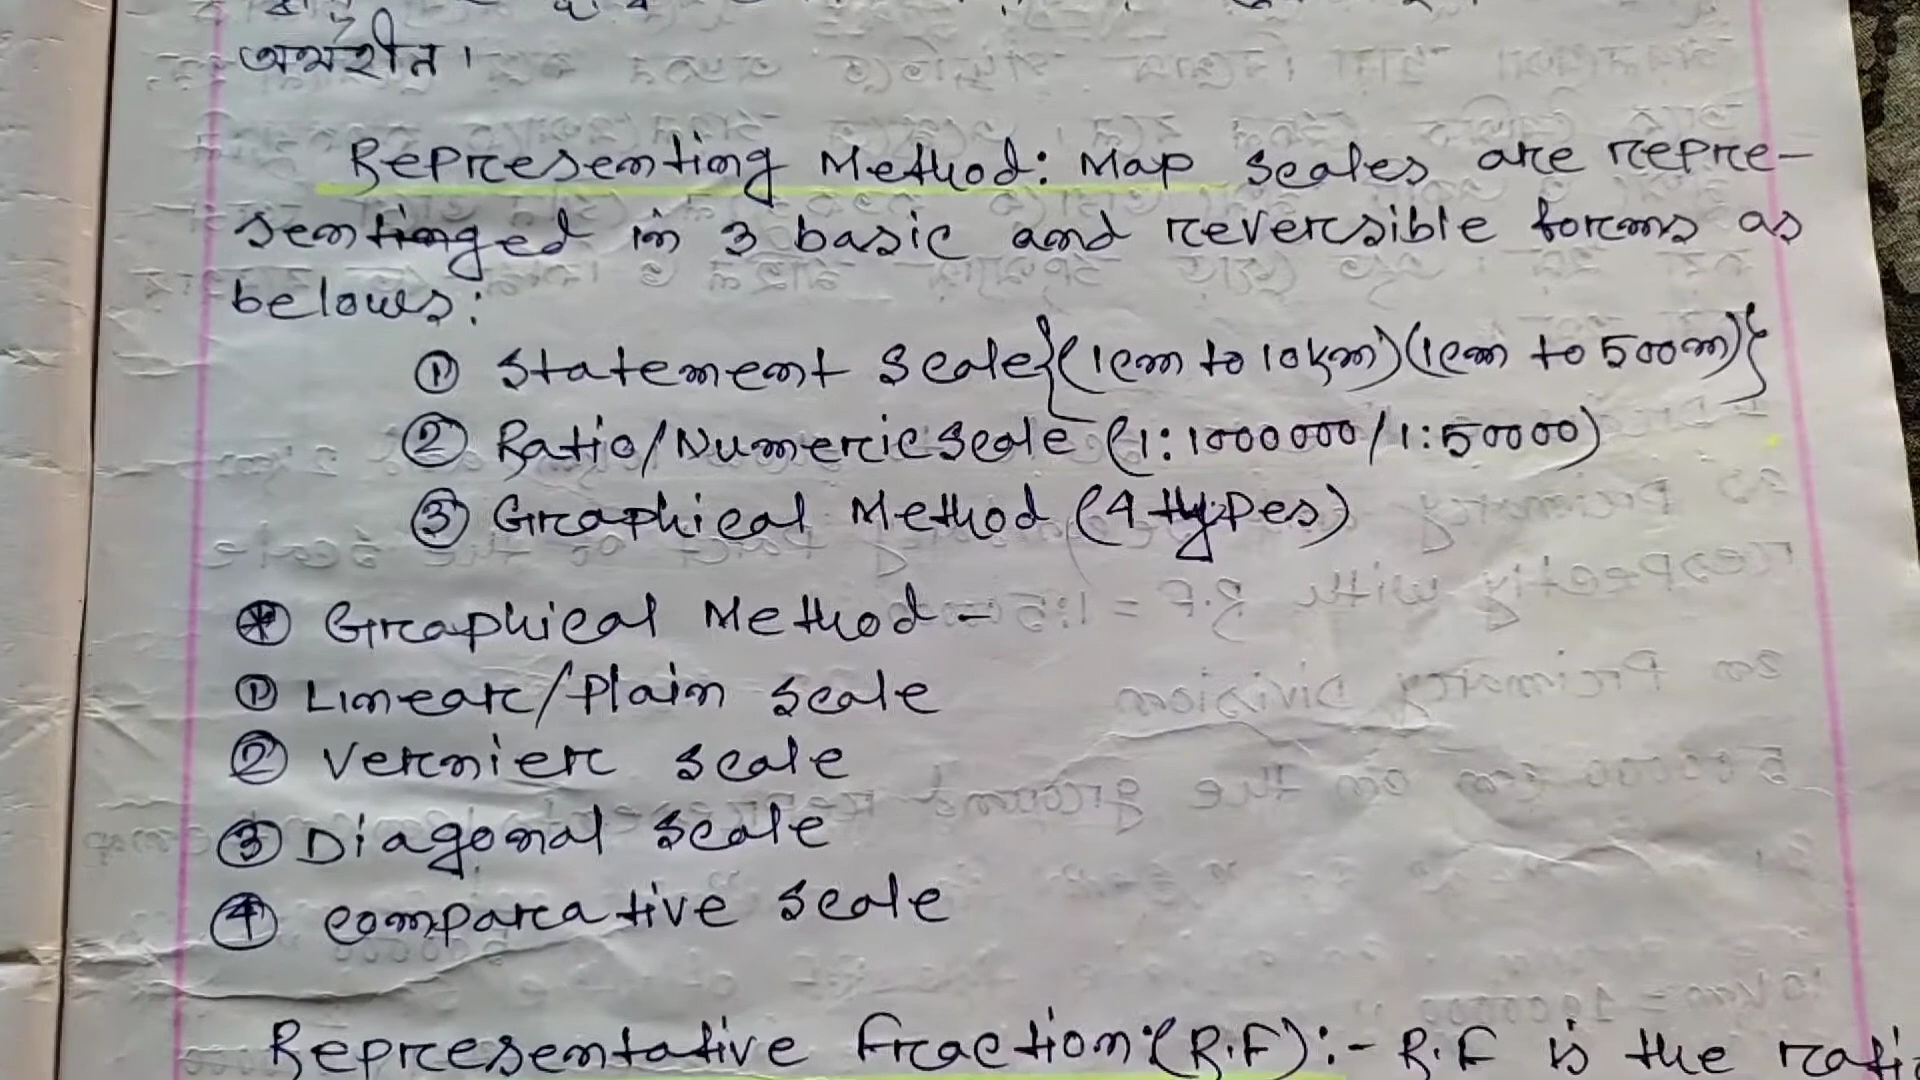 অর্থহীন।
Representing Method: Map Scales are repre-
sentinged in 3 basic and reversible forms as
belows:
① Statement Scale{(1cm to 10km)(1cm to 500m)}
② Ratio/Numeric scale (1:1000000/1:50000)
③ Graphical Method (4 types)
* Graphical Method -
① Linear/Plain scale
② Vernier scale
③ Diagonal scale
④ comparative scale
Representative Fraction:(R.F):- R.F is the rati